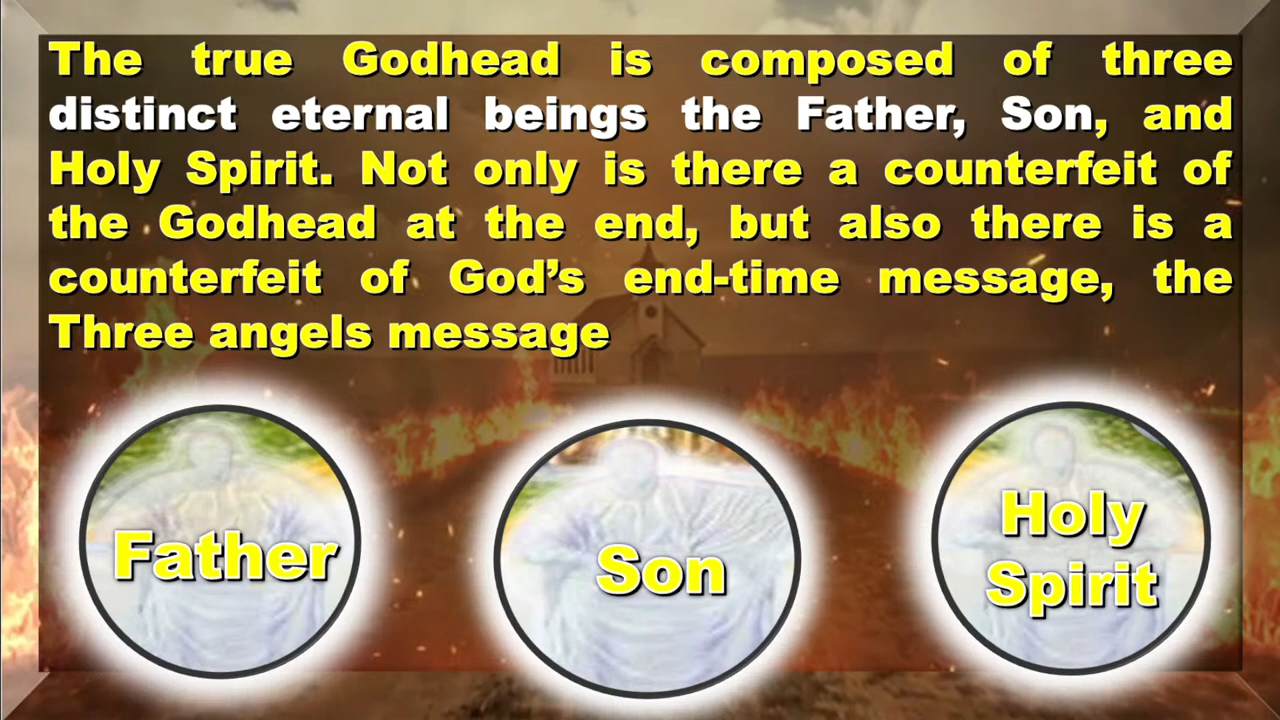 The true Godhead is composed of three
distinct eternal beings the Father, Son, and
Holy Spirit. Not only is there a counterfeit of
the Godhead at the end, but also there is a
counterfeit of God’s end-time message, the
Three angels message
Father
Son
Holy
Spirit